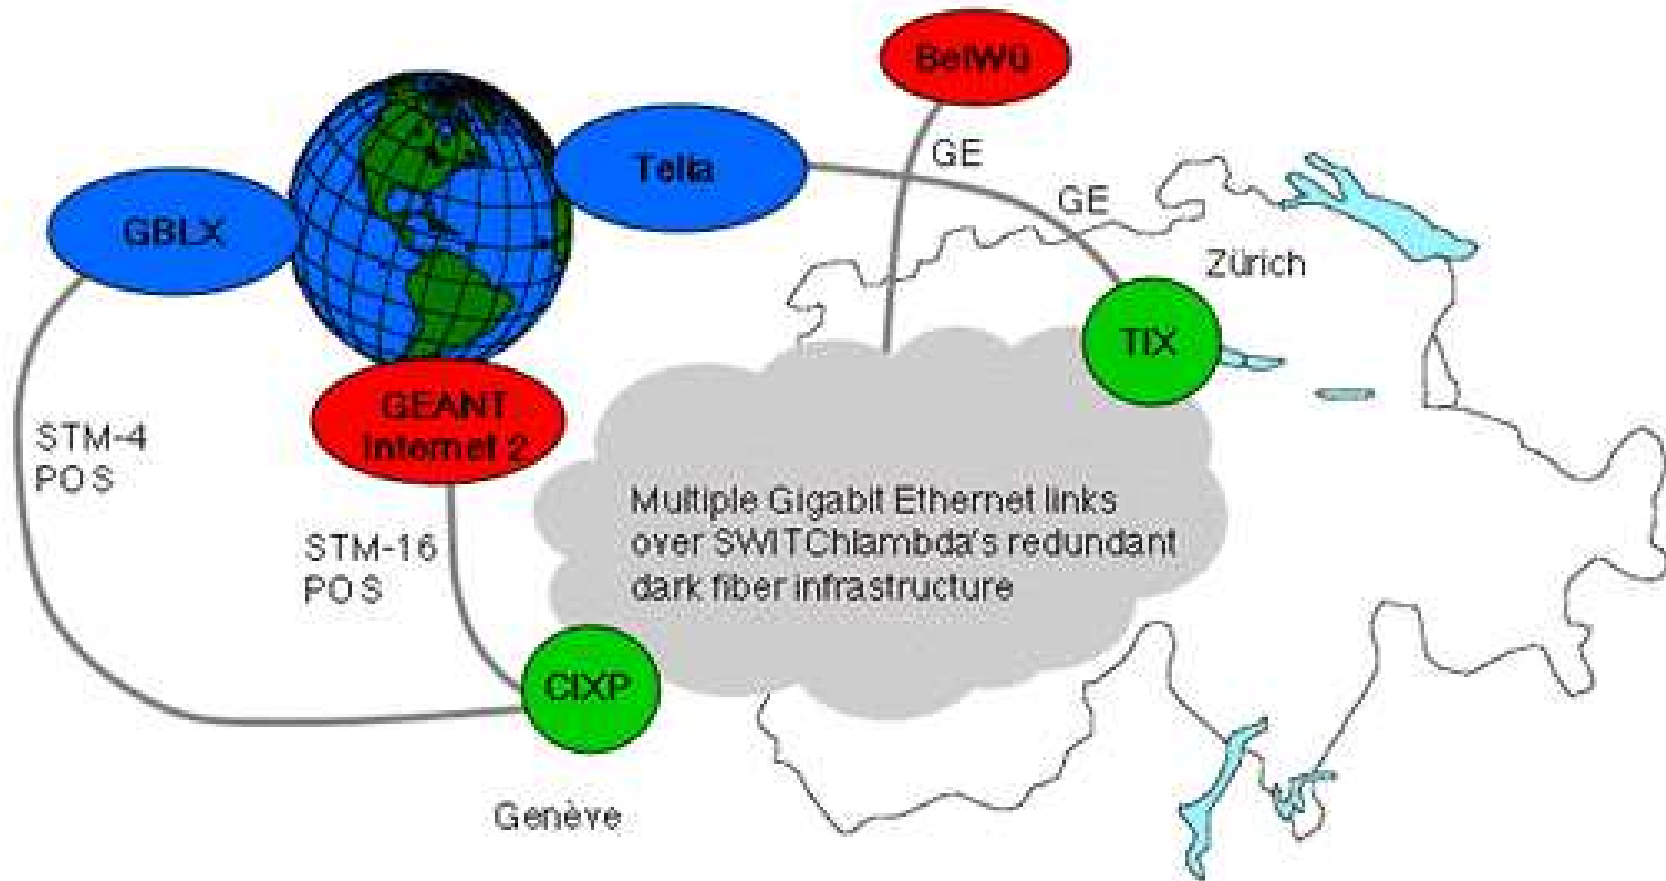 BelWü
GE
Telia
GE
GBLX
Zürich
TIX
GEANT
Internet 2
STM-4
POS
Multiple Gigabit Ethernet links
over SWITCHlambda's redundant
dark fiber infrastructure
STM-16
POS
CIXP
Genève